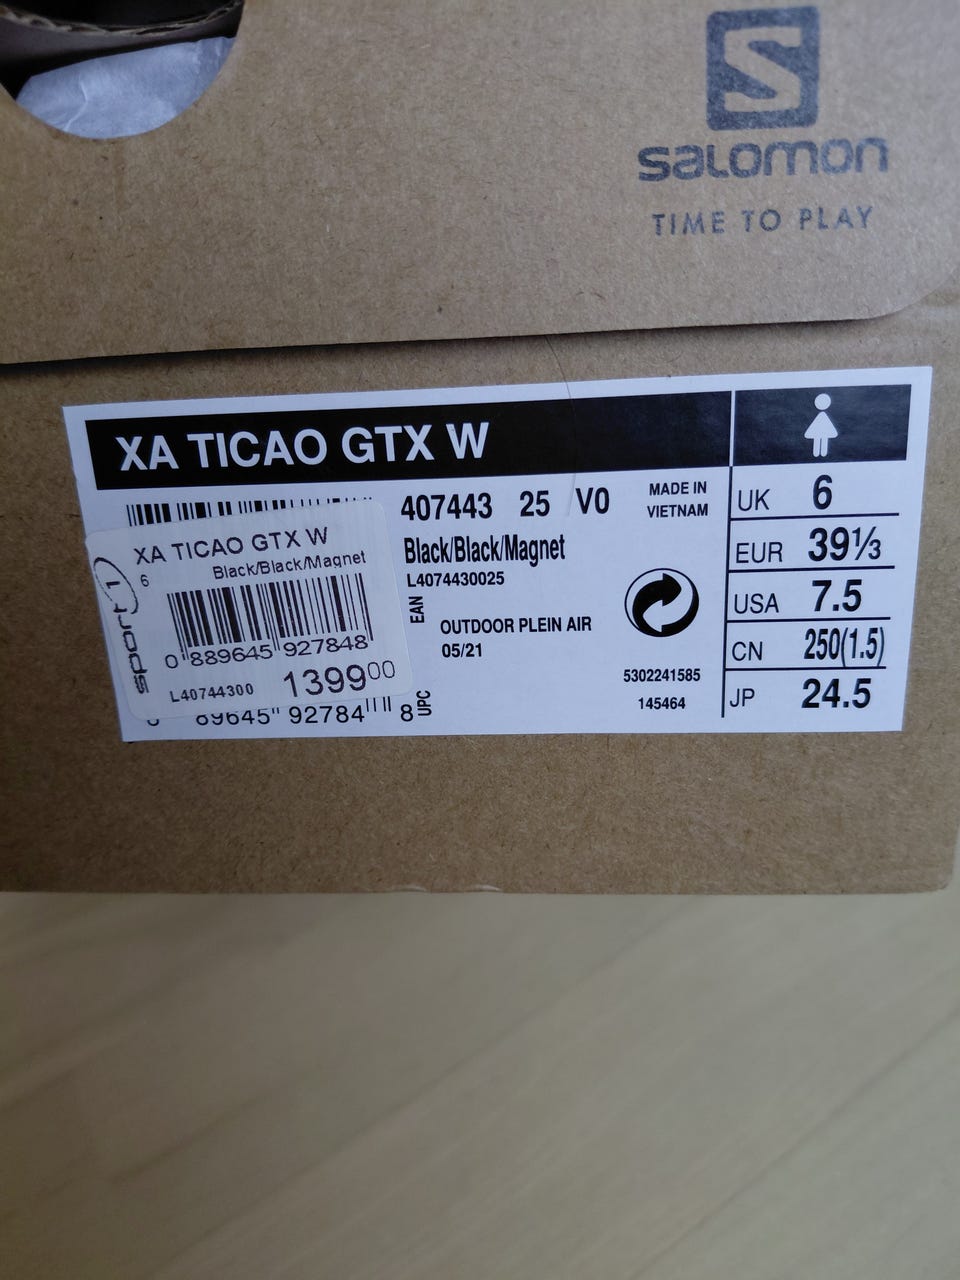 S
salomon
TIME TO PLAY
XA TICAO GTX W
407443 25 V0
MADE IN
VIETNAM
Black/Black/Magnet
L4074430025
EAN
OUTDOOR PLEIN AIR
05/21
5302241585
145464
UK 6
EUR 39⅓
USA 7.5
CN 250(1.5)
JP 24.5
XA TICAO GTX W
6 Black/Black/Magnet
sport 1
0 889645 927848
L40744300 139900
89645 92784 8
UPC